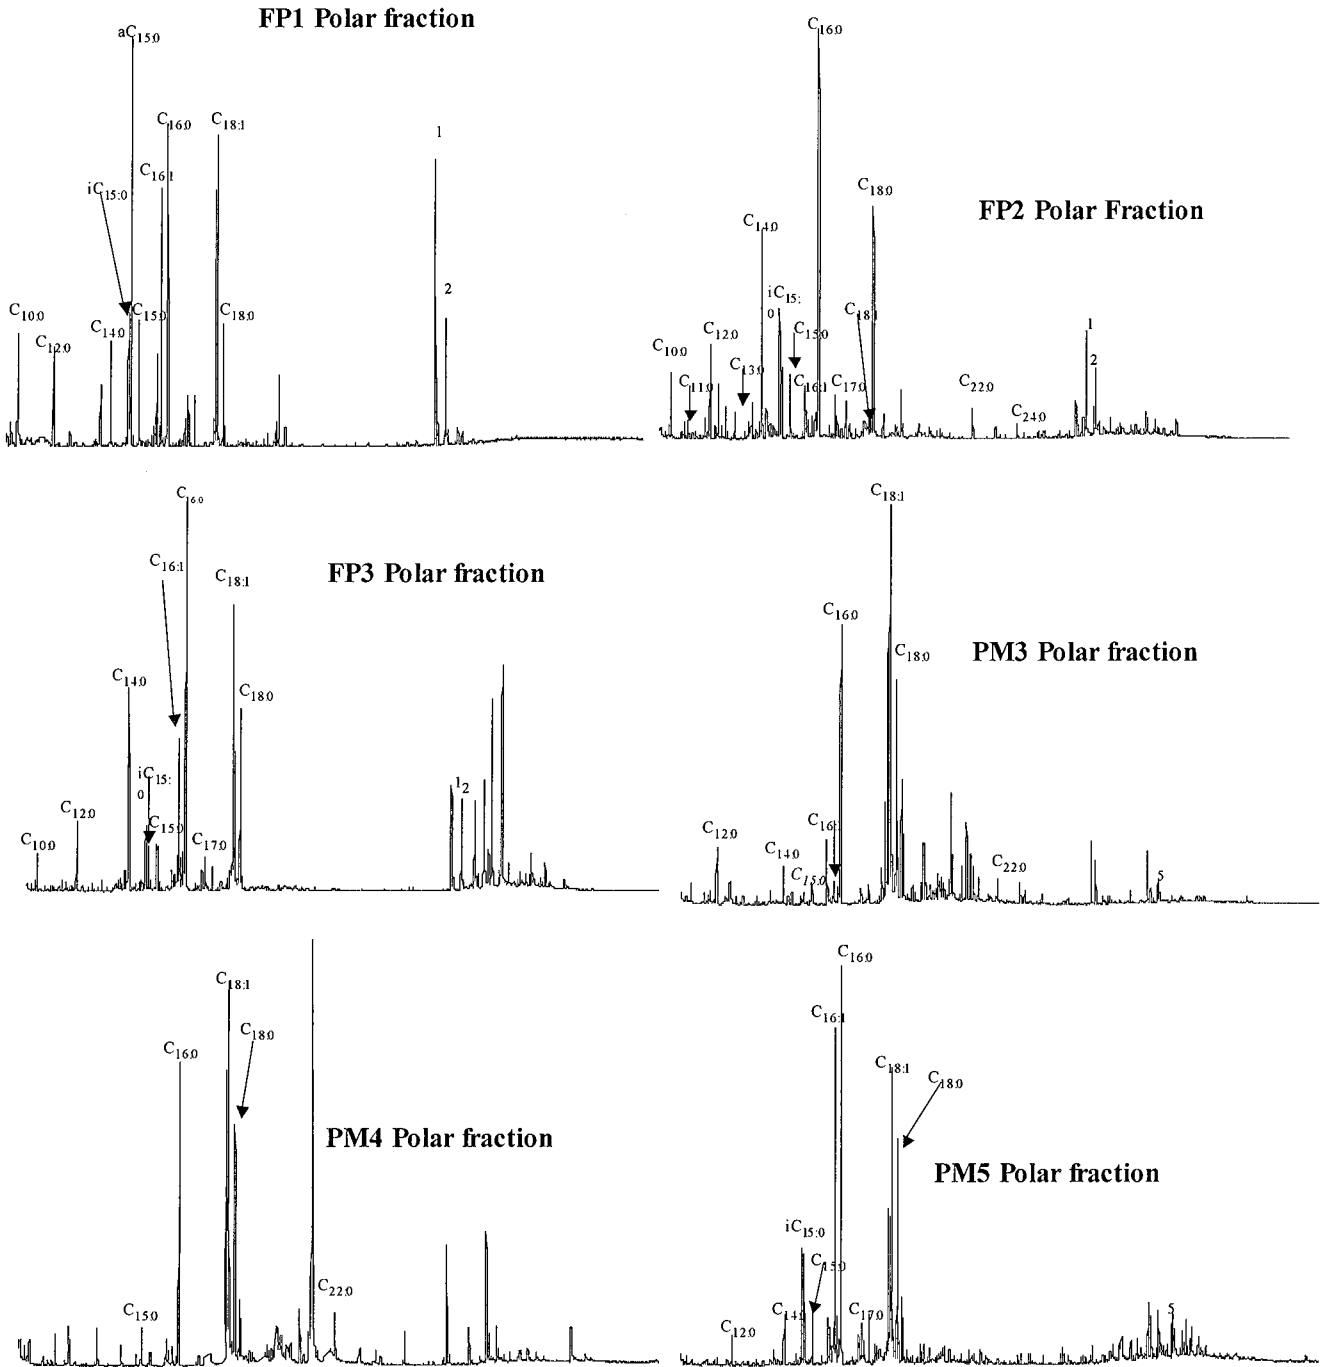 FP1 Polar fraction
aC15:0
C16:0
C18:1
1
C16:1
iC15:0
2
C10:0
C12:0
C14:0
C15:0
C18:0
C16:0
FP2 Polar Fraction
C18:0
C14:0
iC15:
0
C18:1
C15:0
C12:0
1
C10:0
C13:0
2
C11:0
C16:1
C17:0
C22:0
C24:0
C16:0
FP3 Polar fraction
C16:1
C18:1
C14:0
C18:0
iC15:
0
1
2
C12:0
C15:0
C10:0
C17:0
C18:1
C16:0
PM3 Polar fraction
C18:0
C12:0
C16:1
C14:0
C15:0
C22:0
5
C18:1
C18:0
C16:0
PM4 Polar fraction
C22:0
C15:0
C16:0
C16:1
C18:1
C18:0
PM5 Polar fraction
iC15:0
C15:0
C14:0
C17:0
5
C12:0